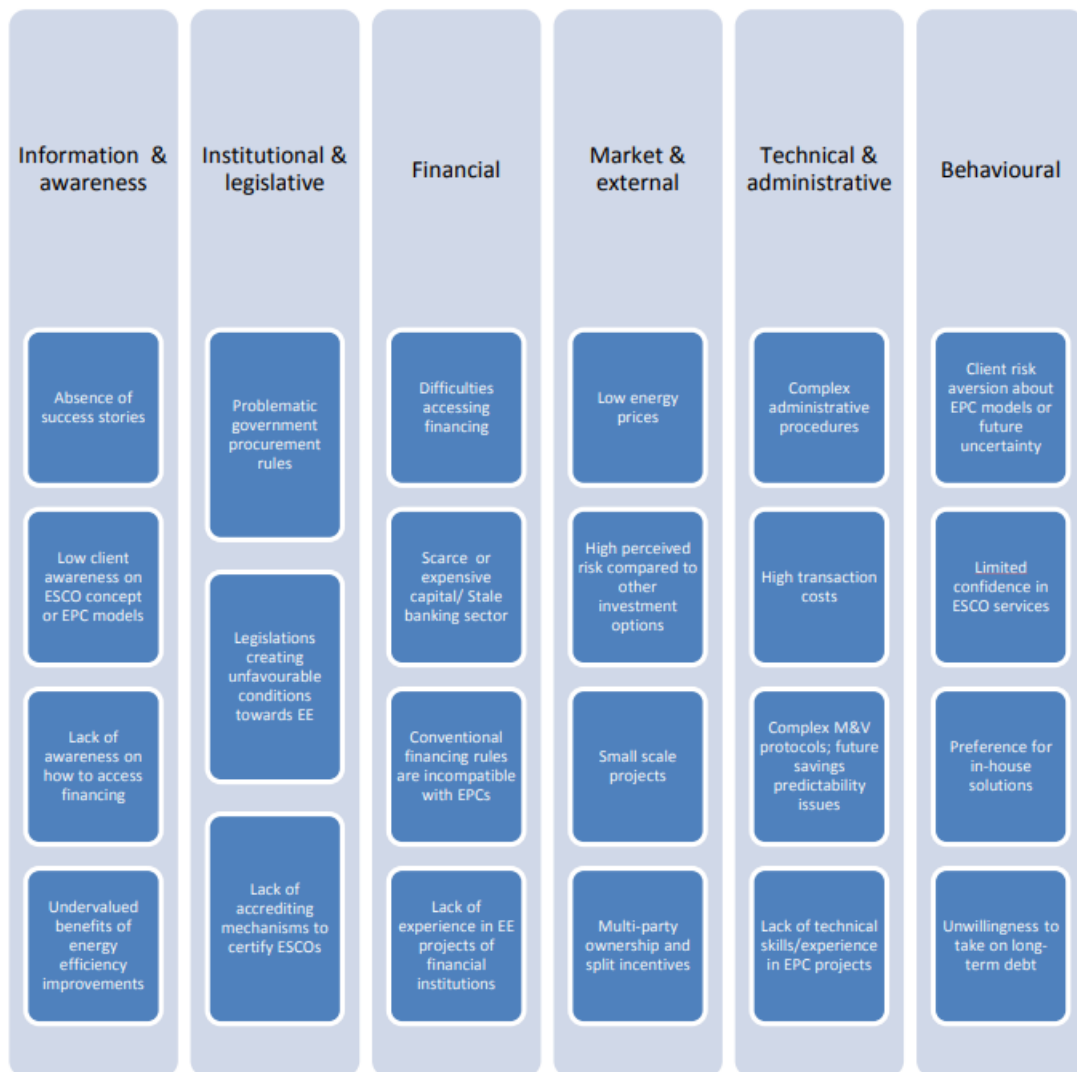 Information &
awareness
Absence of
success stories
Low client
awareness on
ESCO concept
or EPC models
Lack of
awareness on
how to access
financing
Undervalued
benefits of
energy
efficiency
improvements
Institutional &
legislative
Problematic
government
procurement
rules
Legislations
creating
unfavourable
conditions
towards EE
Lack of
accrediting
mechanisms to
certify ESCOs
Financial
Difficulties
accessing
financing
Scarce or
expensive
capital/ Stale
banking sector
Conventional
financing rules
are incompatible
with EPCs
Lack of
experience in EE
projects of
financial
institutions
Market &
external
Low energy
prices
High perceived
risk compared to
other
investment
options
Small scale
projects
Multi-party
ownership and
split incentives
Technical &
administrative
Complex
administrative
procedures
High transaction
costs
Complex M&V
protocols; future
savings
predictability
issues
Lack of technical
skills/experience
in EPC projects
Behavioural
Client risk
aversion about
EPC models or
future
uncertainty
Limited
confidence in
ESCO services
Preference for
in-house
solutions
Unwillingness to
take on long-
term debt